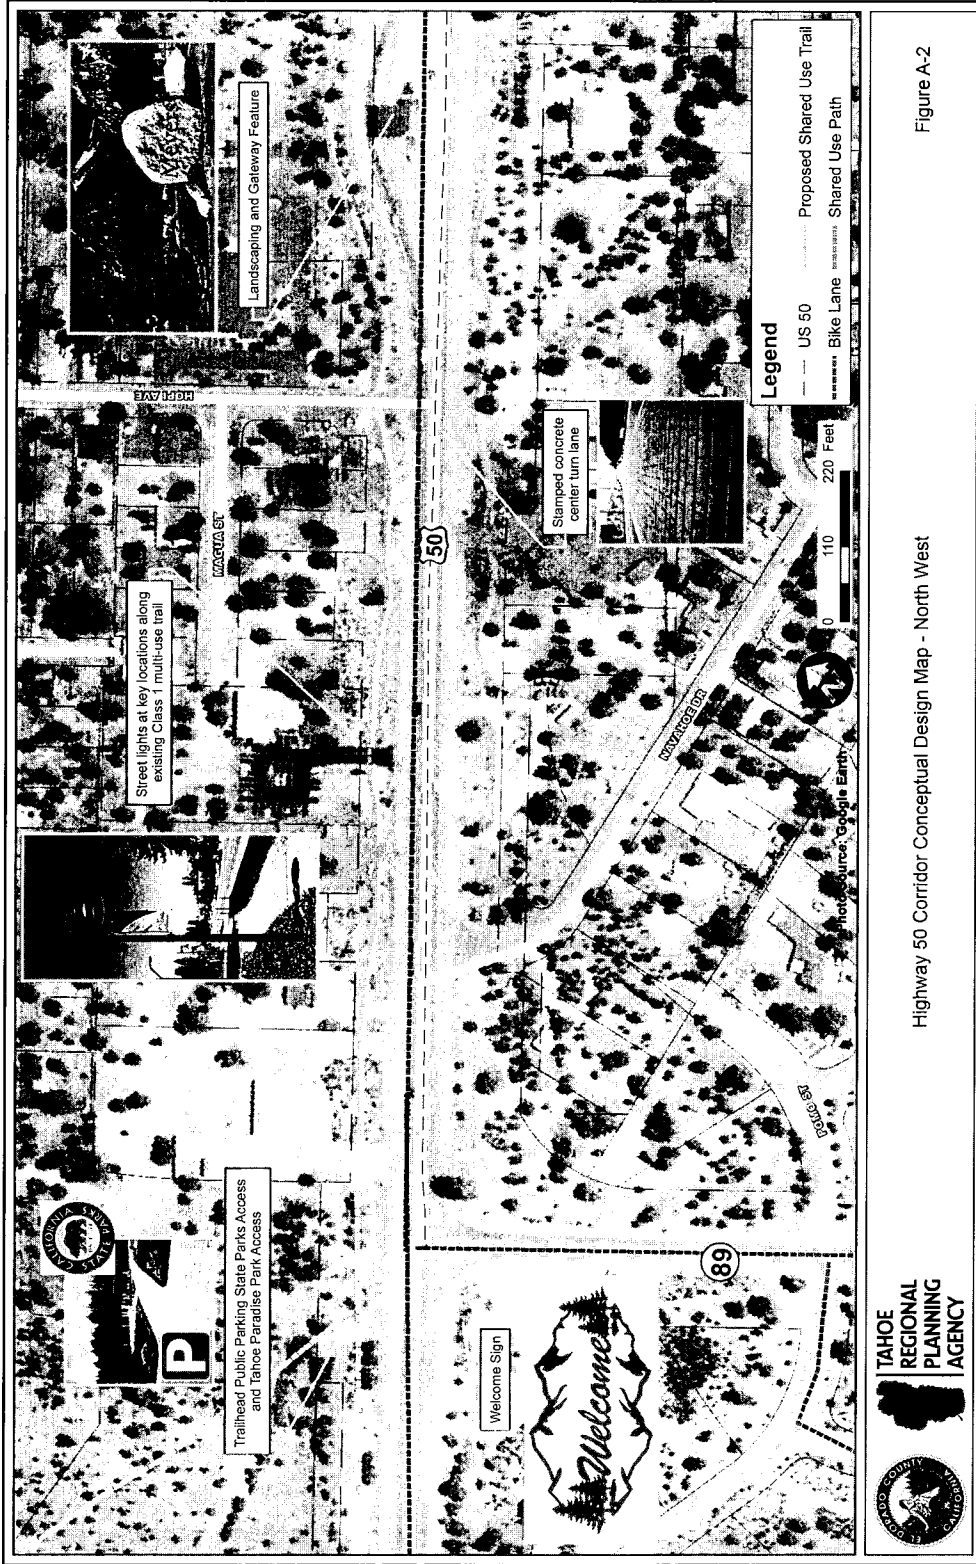 CALIFORNIA
STATE PARKS
P
Trailhead Public Parking State Parks Access
and Tahoe Paradise Park Access
Street lights at key locations along
existing Class 1 multi-use trail
MAGUA ST
HOPI AVE
Landscaping and Gateway Feature
50
Welcome Sign
Welcome
89
POMO ST
NAVAHOE DR
Stamped concrete
center turn lane
0 110 220 Feet
Photo Source: Google Earth
Legend
US 50
Proposed Shared Use Trail
Bike Lane
Shared Use Path
EL DORADO COUNTY
CALIFORNIA
TAHOE
REGIONAL
PLANNING
AGENCY
Highway 50 Corridor Conceptual Design Map - North West
Figure A-2